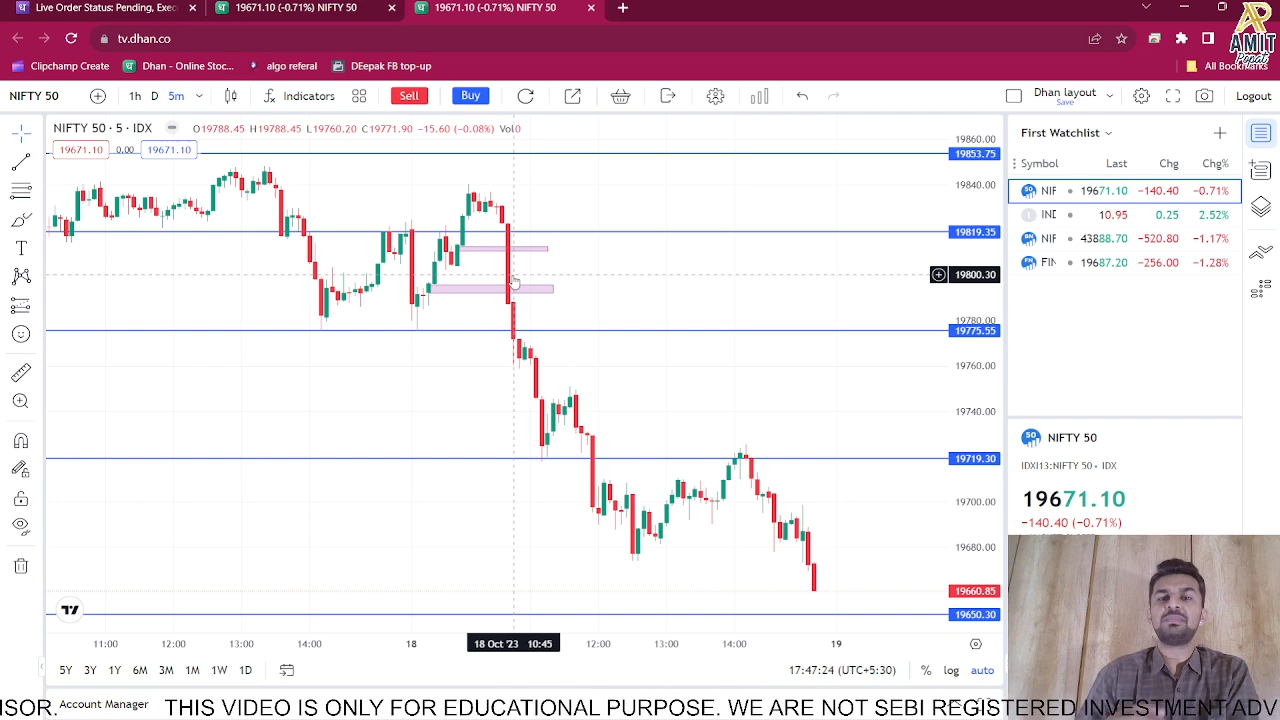 Live Order Status: Pending, Exec
19671.10 (-0.71%) NIFTY 50
19671.10 (-0.71%) NIFTY 50
tv.dhan.co
AP
AMIT
Popat
Clipchamp Create
Dhan - Online Stoc...
algo referal
DEepak FB top-up
All Bookmarks
NIFTY 50
1h D 5m
Indicators
Sell
Buy
Dhan layout
Save
Logout
NIFTY 50 · 5 · IDX
O19788.45 H19788.45 L19760.20 C19771.90 -15.60 (-0.08%) Vol0
19671.10 0.00 19671.10
19860.00
19853.75
19840.00
19819.35
19800.30
19780.00
19775.55
19760.00
19740.00
19719.30
19700.00
19680.00
19660.85
19650.30
11:00 12:00 13:00 14:00 18 18 Oct '23 10:45 12:00 13:00 14:00 19
5Y 3Y 1Y 6M 3M 1M 1W 1D
17:47:24 (UTC+5:30) % log auto
Account Manager
First Watchlist
Symbol Last Chg Chg%
NIF 19671.10 -140.40 -0.71%
INC 10.95 0.25 2.52%
NIF 43888.70 -520.80 -1.17%
FIN 19687.20 -256.00 -1.28%
NIFTY 50
IDXI13:NIFTY 50 • IDX
19671.10
-140.40 (-0.71%)
ISOR. THIS VIDEO IS ONLY FOR EDUCATIONAL PURPOSE. WE ARE NOT SEBI REGISTERED INVESTMENT ADV